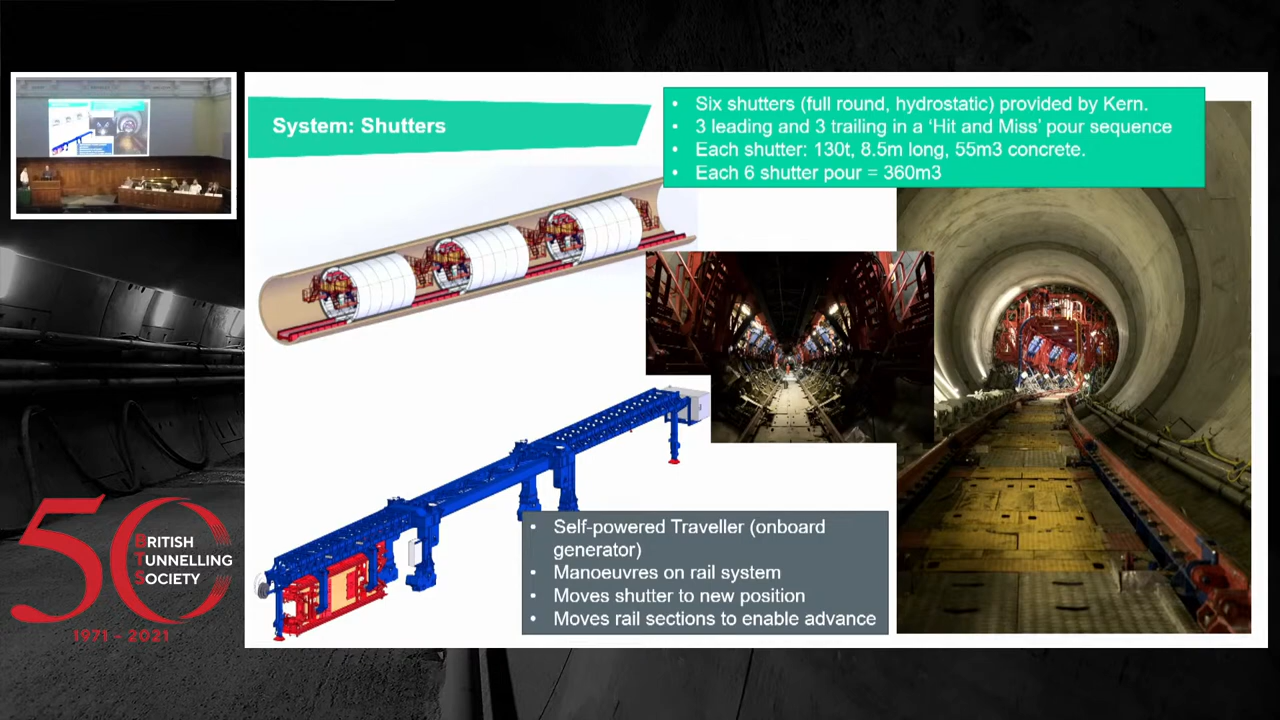 System: Shutters
• Six shutters (full round, hydrostatic) provided by Kern.
• 3 leading and 3 trailing in a ‘Hit and Miss’ pour sequence
• Each shutter: 130t, 8.5m long, 55m3 concrete.
• Each 6 shutter pour = 360m3
• Self-powered Traveller (onboard
generator)
• Manoeuvres on rail system
• Moves shutter to new position
• Moves rail sections to enable advance
50
BRITISH
TUNNELLING
SOCIETY
1971 - 2021